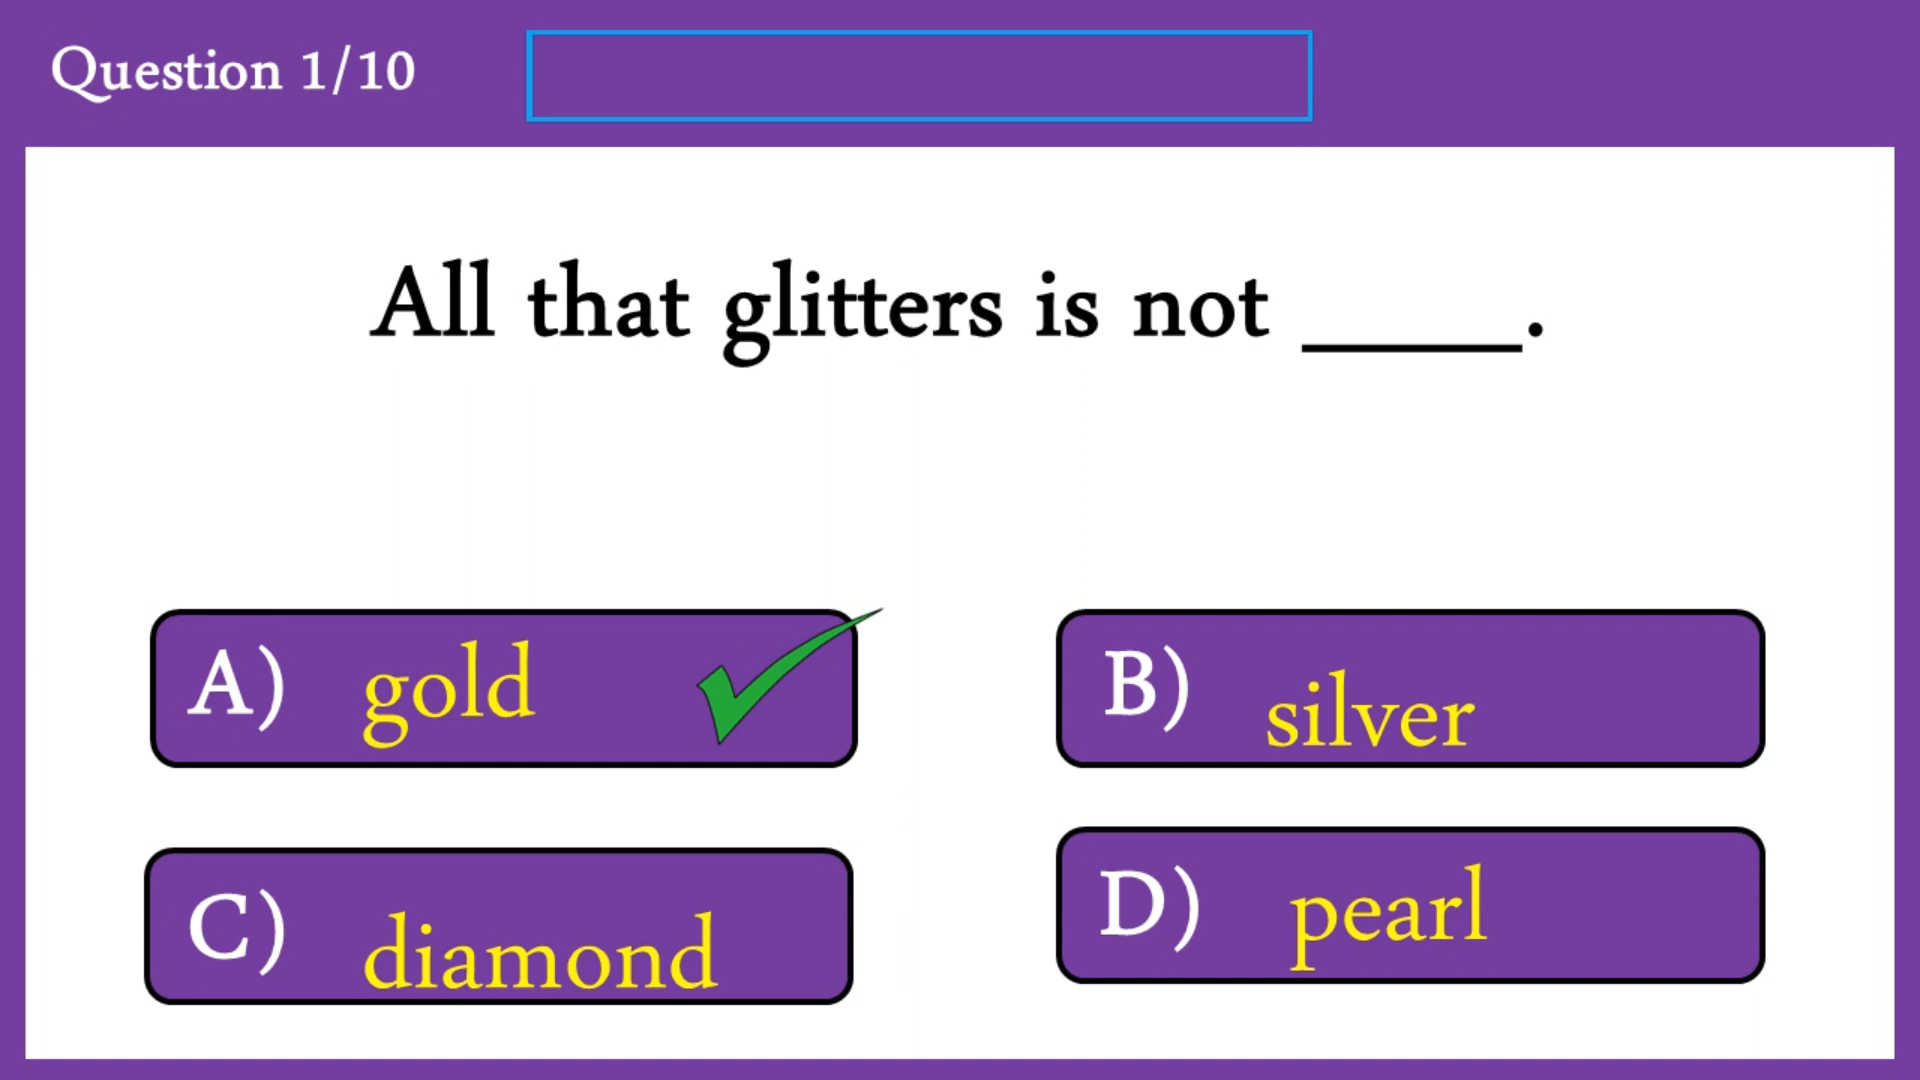 Question 1/10
All that glitters is not _____.
A) gold
B) silver
C) diamond
D) pearl